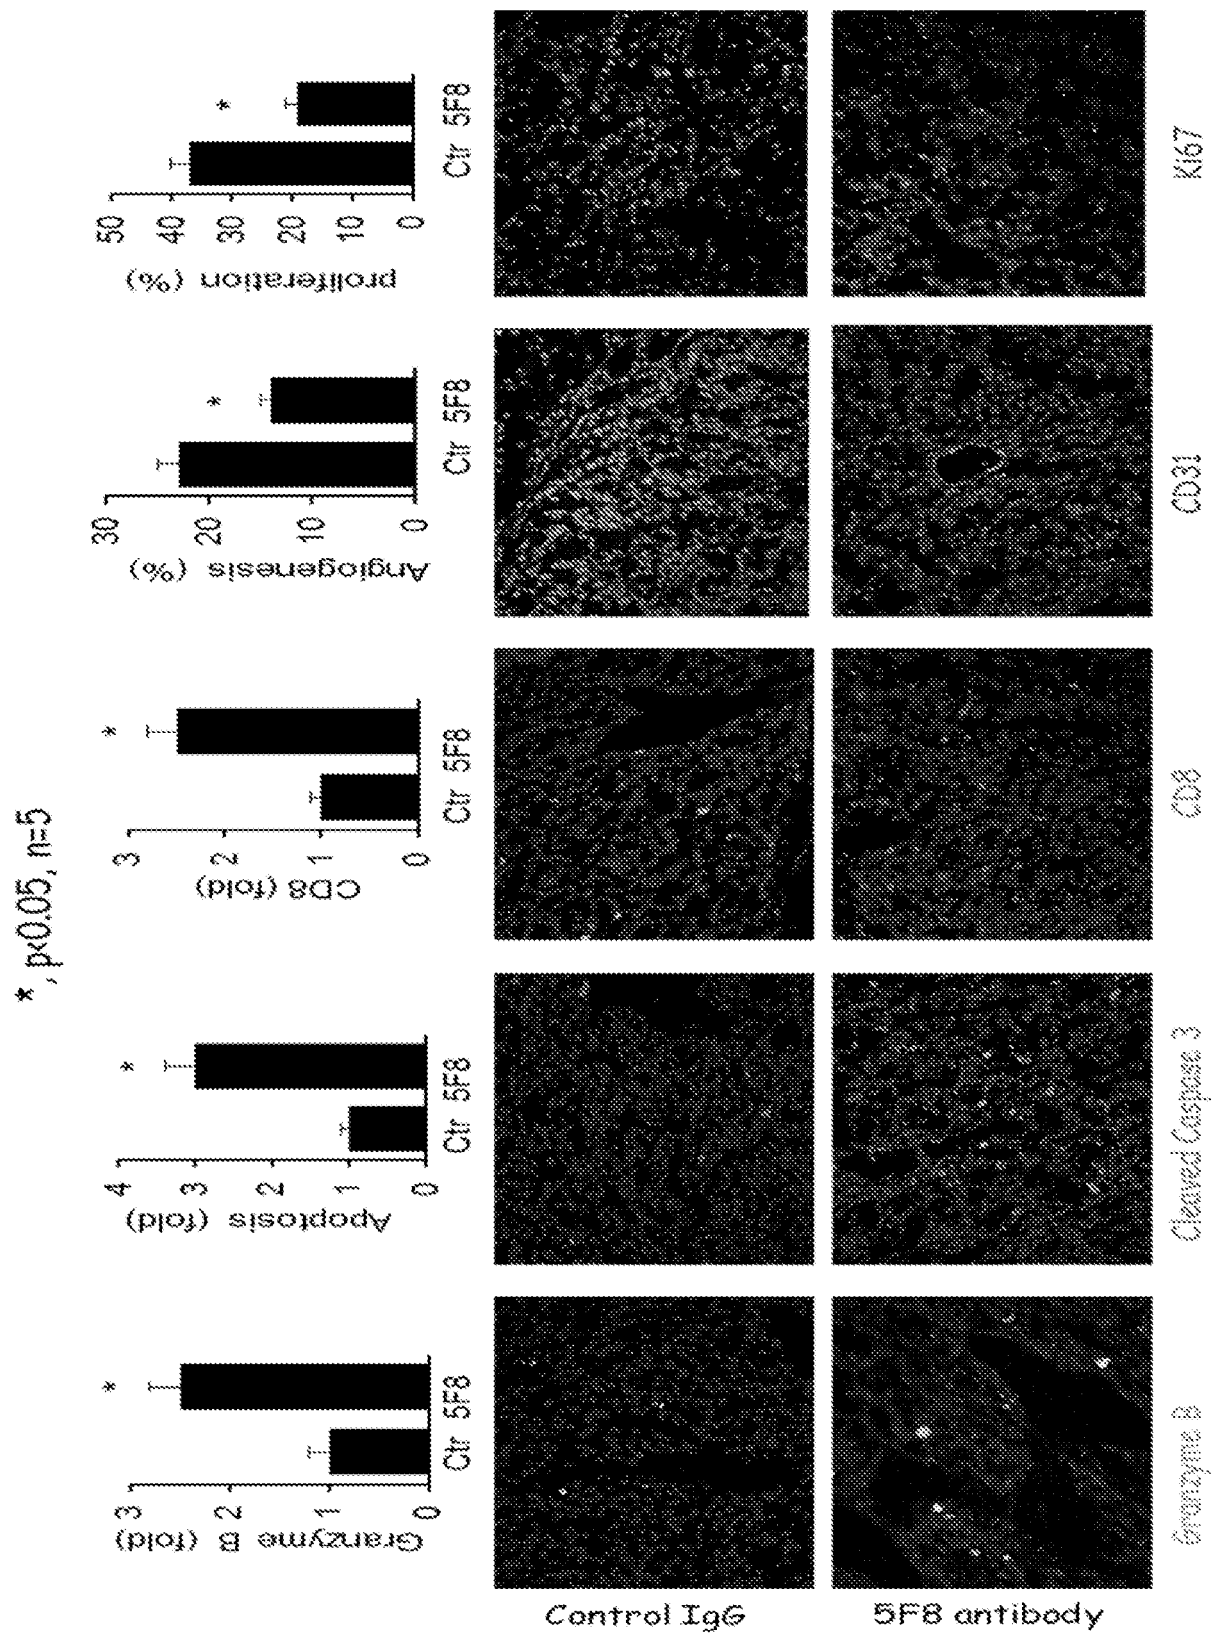 *, p<0.05, n=5
Granzyme B (fold)
3
2
1
0
Ctr 5F8
*
Apoptosis (fold)
4
3
2
1
0
Ctr 5F8
*
CD8 (fold)
3
2
1
0
Ctr 5F8
*
Angiogenesis (%)
30
20
10
0
Ctr 5F8
*
proliferation (%)
50
40
30
20
10
0
Ctr 5F8
*
Control IgG
5F8 antibody
Granzyme B
Cleaved Caspase 3
CD8
CD31
Ki67